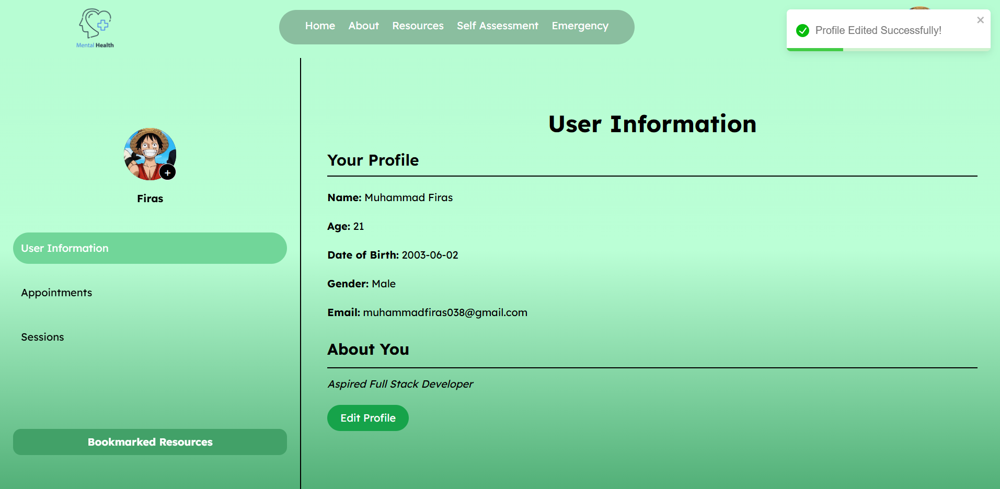 Mental Health
Home About Resources Self Assessment Emergency
Profile Edited Successfully!
Firas
User Information
Appointments
Sessions
Bookmarked Resources
User Information
Your Profile
Name: Muhammad Firas
Age: 21
Date of Birth: 2003-06-02
Gender: Male
Email: muhammadfiras038@gmail.com
About You
Aspired Full Stack Developer
Edit Profile